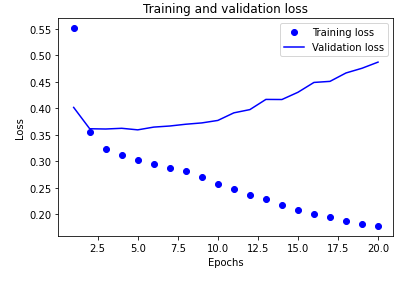 Training and validation loss
Training loss
Validation loss
0.55
0.50
0.45
0.40
0.35
0.30
0.25
0.20
Loss
2.5 5.0 7.5 10.0 12.5 15.0 17.5 20.0
Epochs